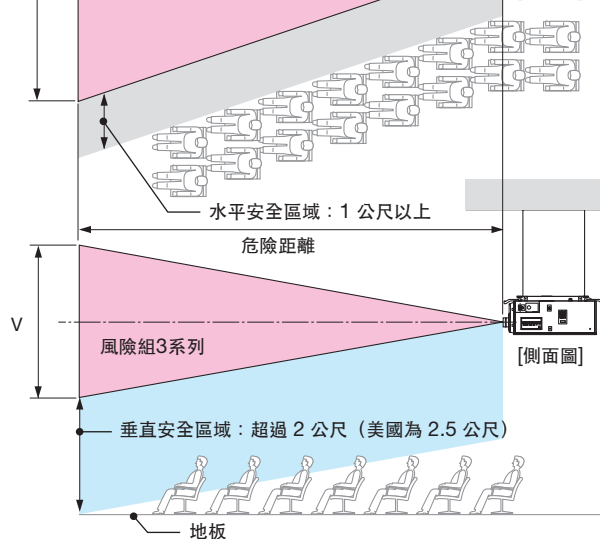 水平安全區域：1 公尺以上
危險距離
V
風險組3系列
[側面圖]
垂直安全區域：超過 2 公尺（美國為 2.5 公尺）
地板